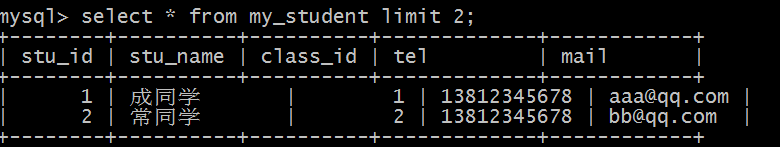 mysql> select * from my_student limit 2;
+--------+----------+----------+-------------+------------+
| stu_id | stu_name | class_id | tel         | mail       |
+--------+----------+----------+-------------+------------+
|      1 | 成同学      |        1 | 13812345678 | aaa@qq.com |
|      2 | 常同学      |        2 | 13812345678 | bb@qq.com  |
+--------+----------+----------+-------------+------------+